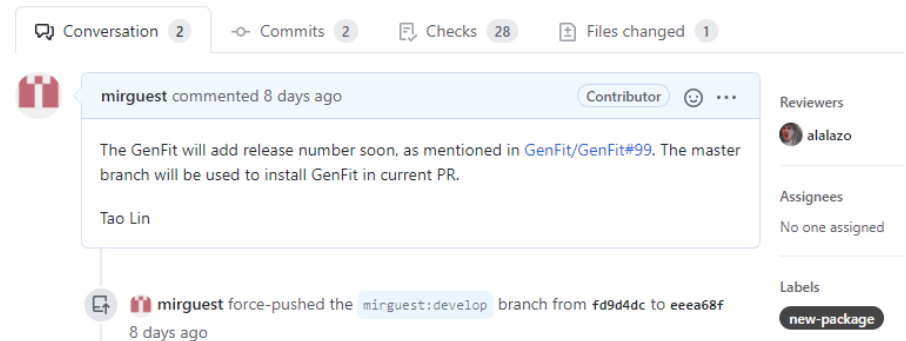 Conversation 2 Commits 2 Checks 28 Files changed 1
mirguest commented 8 days ago Contributor
The GenFit will add release number soon, as mentioned in GenFit/GenFit#99. The master
branch will be used to install GenFit in current PR.
Tao Lin
mirguest force-pushed the mirguest:develop branch from fd9d4dc to eeea68f
8 days ago
Reviewers
alalazo
Assignees
No one assigned
Labels
new-package